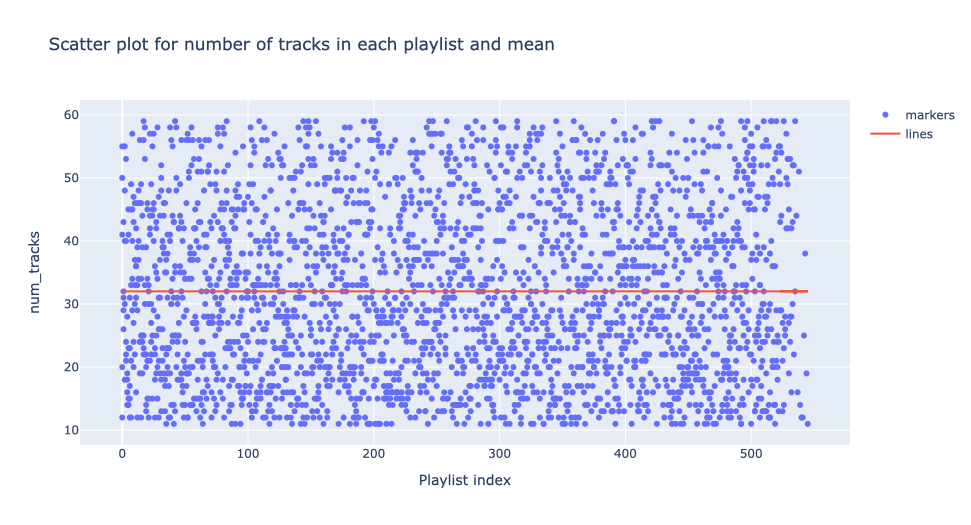 Scatter plot for number of tracks in each playlist and mean
markers
lines
num_tracks
60
50
40
30
20
10
0
100
200
300
400
500
Playlist index